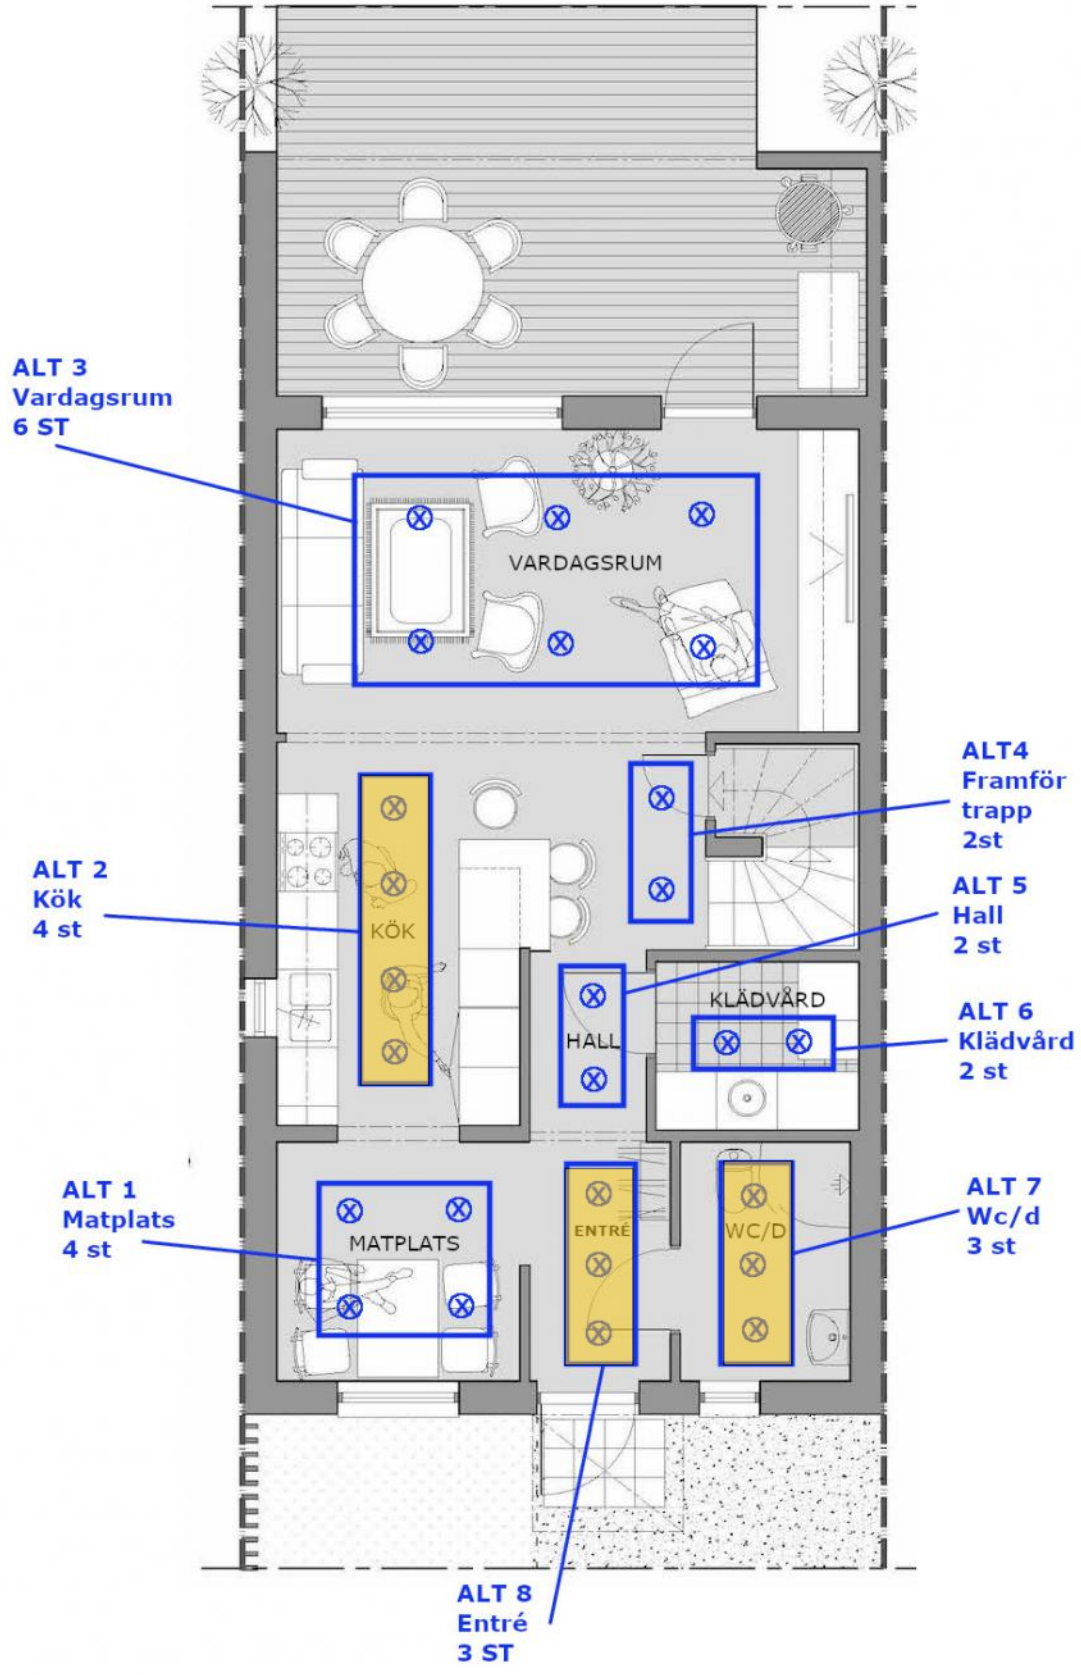 ALT 3
Vardagsrum
6 ST
VARDAGSRUM
ALT4
Framför
trapp
2st
ALT 2
Kök
4 st
KÖK
ALT 5
Hall
2 st
HALL
KLÄDVÅRD
ALT 6
Klädvård
2 st
ALT 1
Matplats
4 st
MATPLATS
ENTRÉ
WC/D
ALT 7
Wc/d
3 st
ALT 8
Entré
3 ST